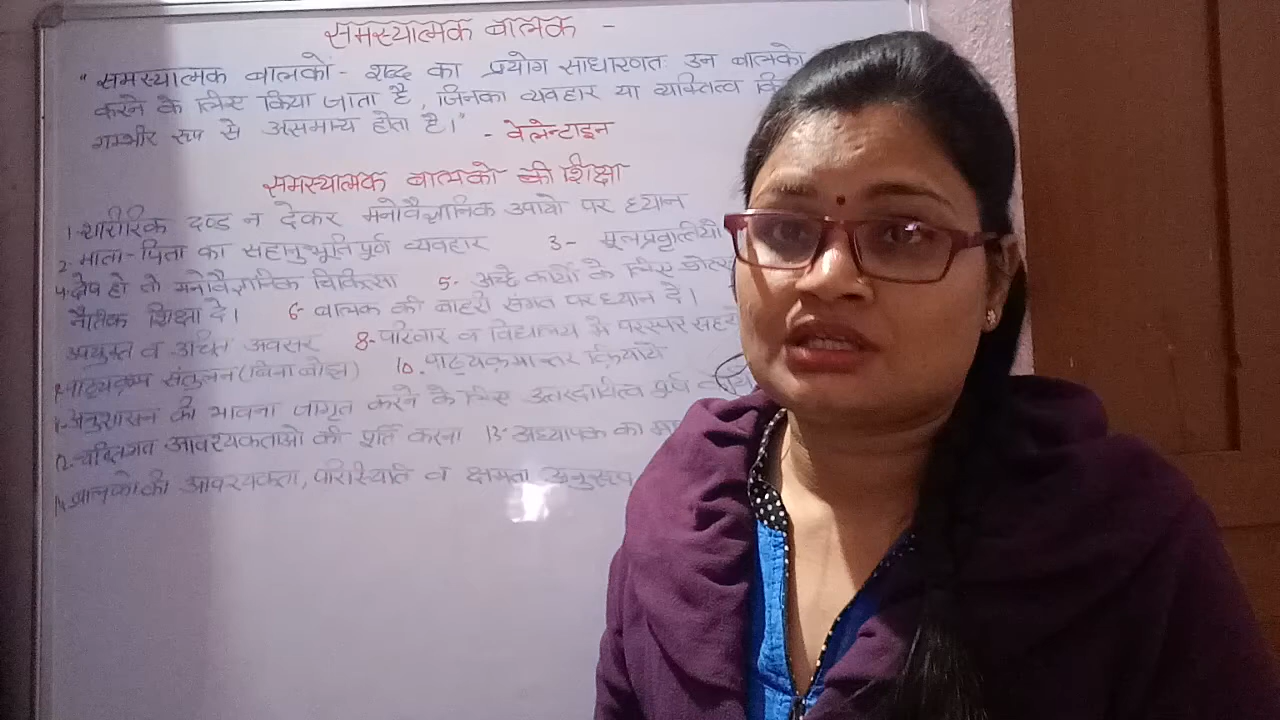 समस्यात्मक बालक -
"समस्यात्मक बालकों - शब्द का प्रयोग साधारणतः उन बालको
करने के लिए किया जाता है, जिनका व्यवहार या व्यक्तित्व कि
गम्भीर रूप से असमान्य होता है।" - वेलेन्टाइन
समस्यात्मक बालको की शिक्षा
1- शारीरिक दण्ड न देकर मनोवैज्ञानिक उपायो पर ध्यान
2. माता-पिता का सहानुभूतिपूर्ण व्यवहार 3- मूलप्रवृत्तियों
4. दोष हो तो मनोवैज्ञानिक चिकित्सा 5- अच्छे कार्यो के लिए
नैतिक शिक्षा दे। 6- बालक की बाहरी संगत पर ध्यान दे।
उपयुक्त व उचित अवसर 8- परिवार व विद्यालय में परस्पर
पाठ्यक्रम संतुलन (बिना बोझ) 10. पाठ्यक्रमान्तर क्रियाये
अनुशासन की भावना जागृत करने के लिए उत्तरदायित्व पूर्ण
12- व्यक्तिगत आवश्यकताओ की पूर्ति करना 13- अध्यापक का
14. बालको की आवश्यकता, परिस्थिति व क्षमता अनुरूप